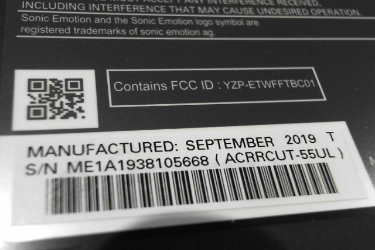 INCLUDING INTERFERENCE THAT MAY CAUSE UNDESIRED OPERATION.
Sonic Emotion and the Sonic Emotion logo symbol are
registered trademarks of sonic emotion ag.
Contains FCC ID : YZP-ETWFFTBC01
MANUFACTURED: SEPTEMBER 2019 T
S/N ME1A1938105668 ( ACRRCUT-55UL )